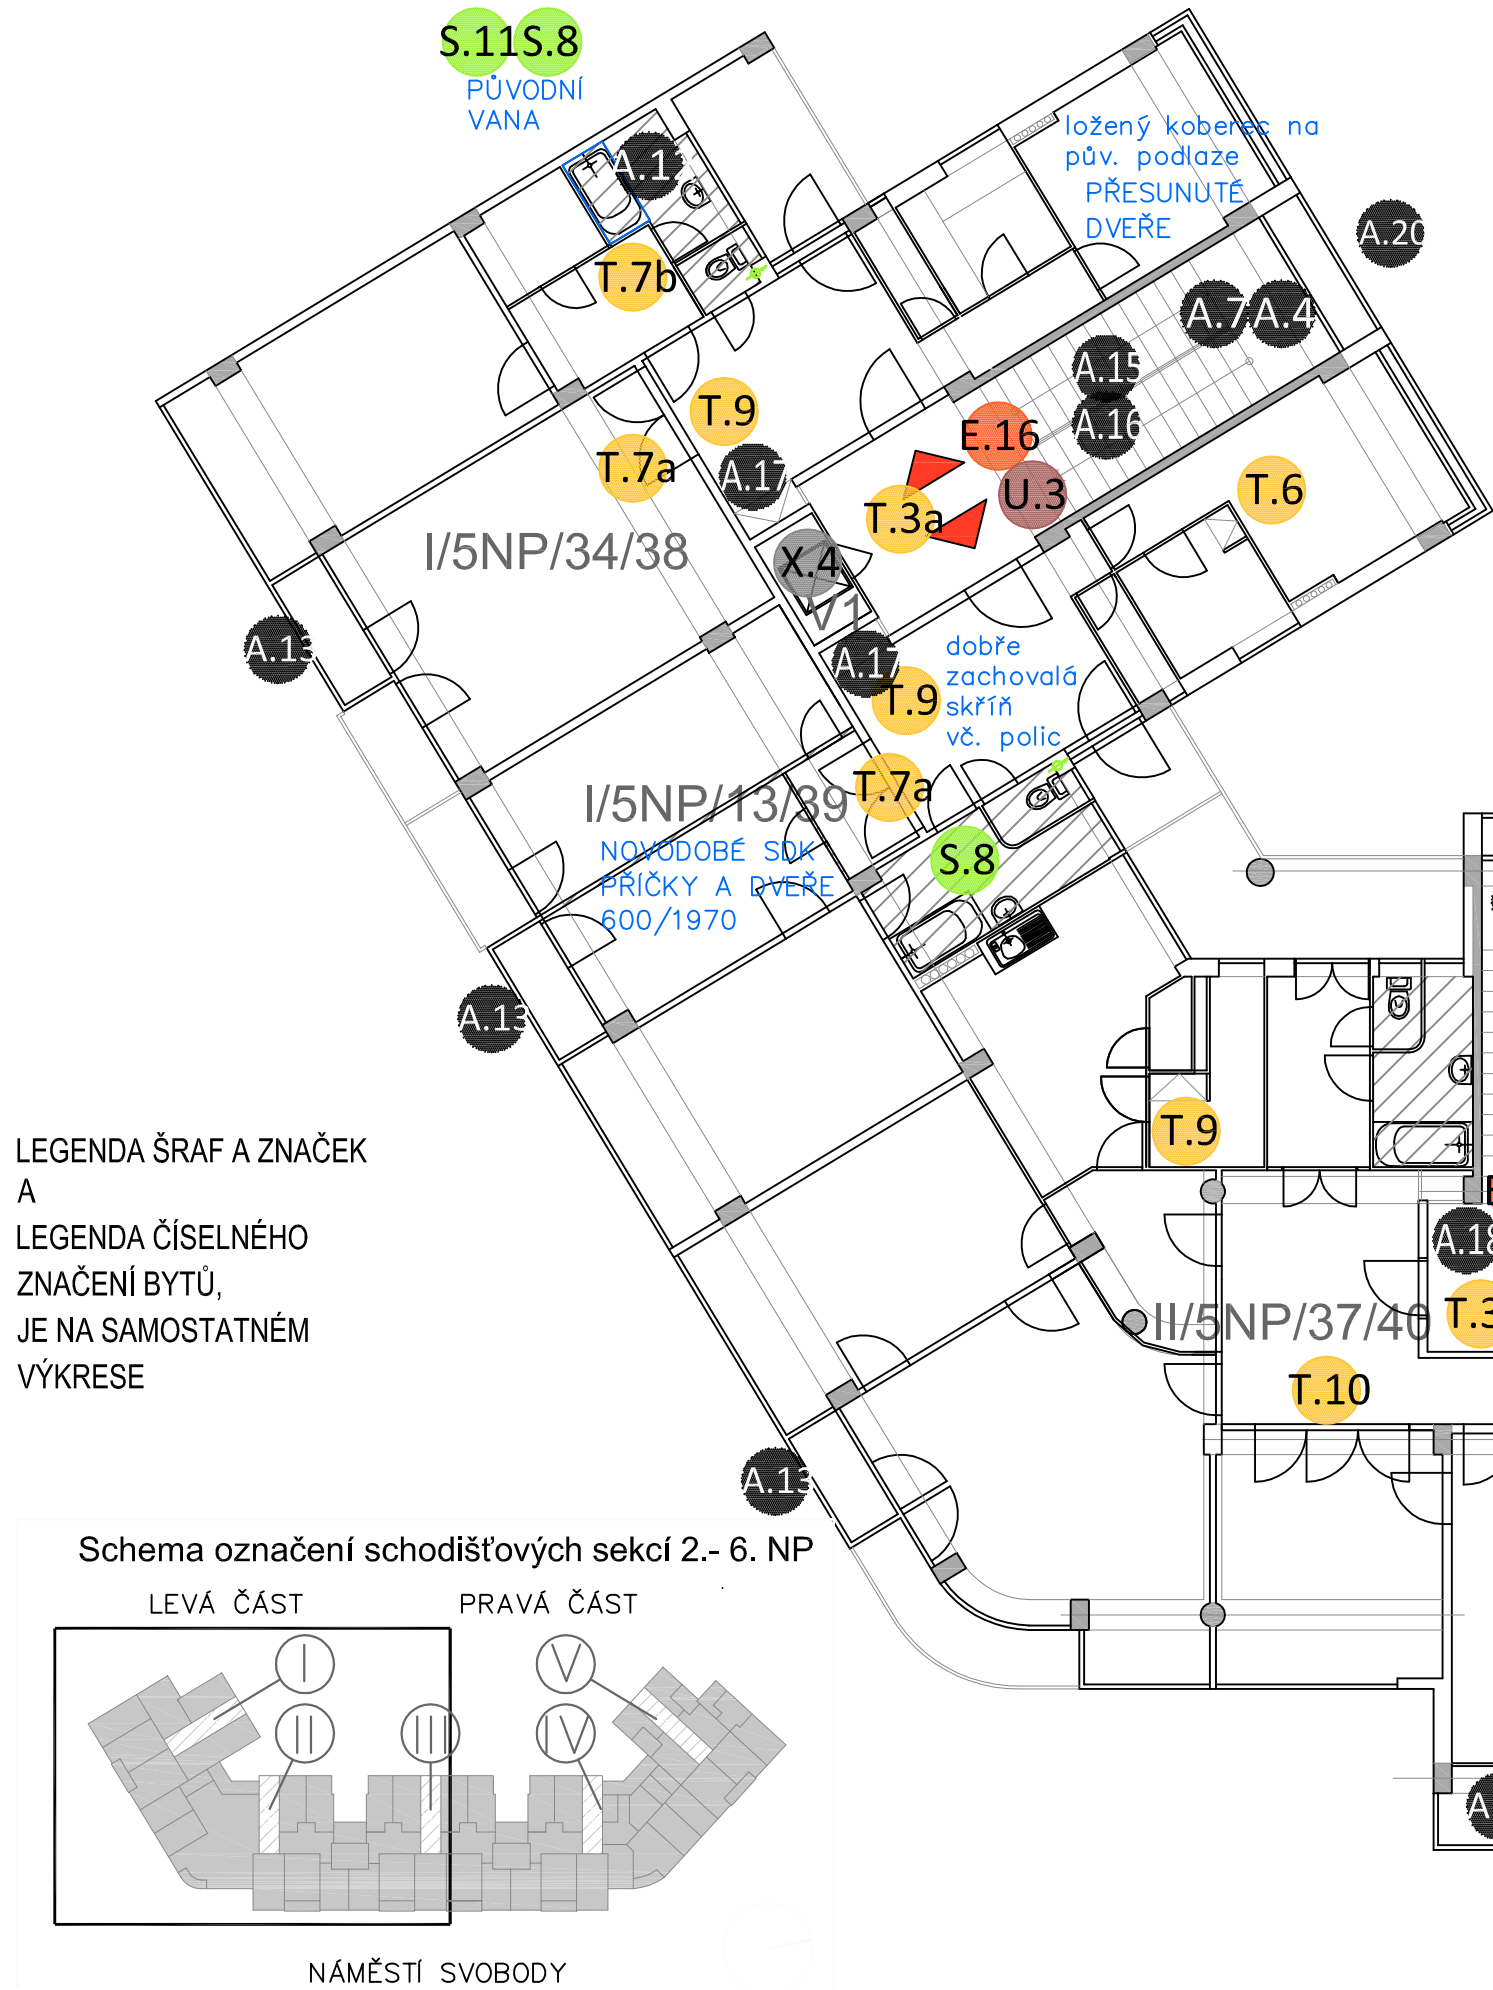 S.11 S.8
PŮVODNÍ
VANA
ložený koberec na
pův. podlaze
PŘESUNUTÉ
DVEŘE
A.20
T.7b
A.7
A.4
A.15
A.16
T.9
E.16
T.7a
A.17
U.3
T.6
T.3a
I/5NP/34/38
X.4
V1
A.13
A.17
dobře
zachovalá
skříň
vč. polic
T.9
T.7a
I/5NP/13/39
NOVODOBÉ SDK
PŘÍČKY A DVEŘE
600/1970
S.8
A.13
T.9
LEGENDA ŠRAF A ZNAČEK
A
LEGENDA ČÍSELNÉHO
ZNAČENÍ BYTŮ,
JE NA SAMOSTATNÉM
VÝKRESE
A.18
II/5NP/37/40
T.10
A.13
Schema označení schodišťových sekcí 2.- 6. NP
LEVÁ ČÁST
PRAVÁ ČÁST
I
V
II
III
IV
NÁMĚSTÍ SVOBODY